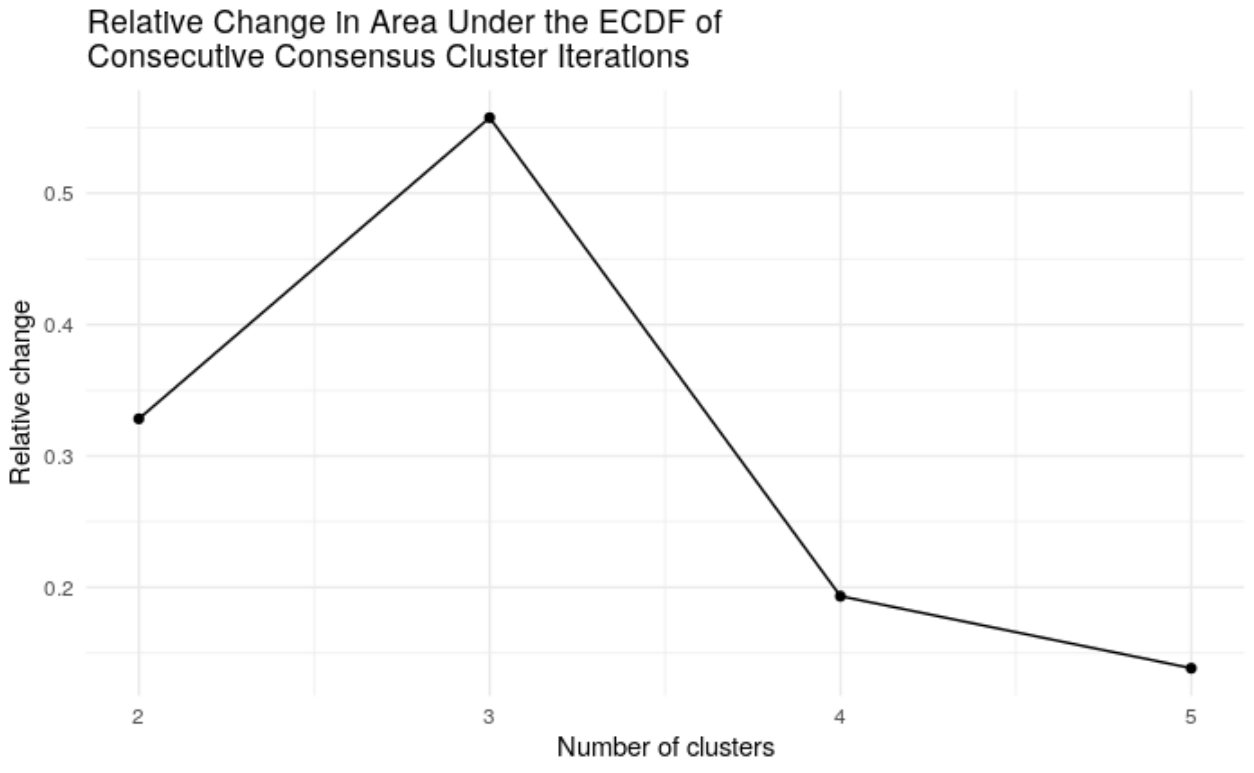 Relative Change in Area Under the ECDF of
Consecutive Consensus Cluster Iterations
Relative change
0.5
0.4
0.3
0.2
2 3 4 5
Number of clusters